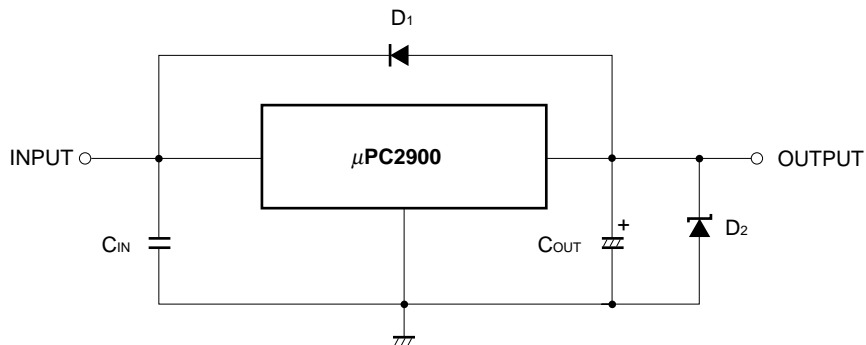 D1
INPUT
µPC2900
OUTPUT
CIN
COUT
+
D2